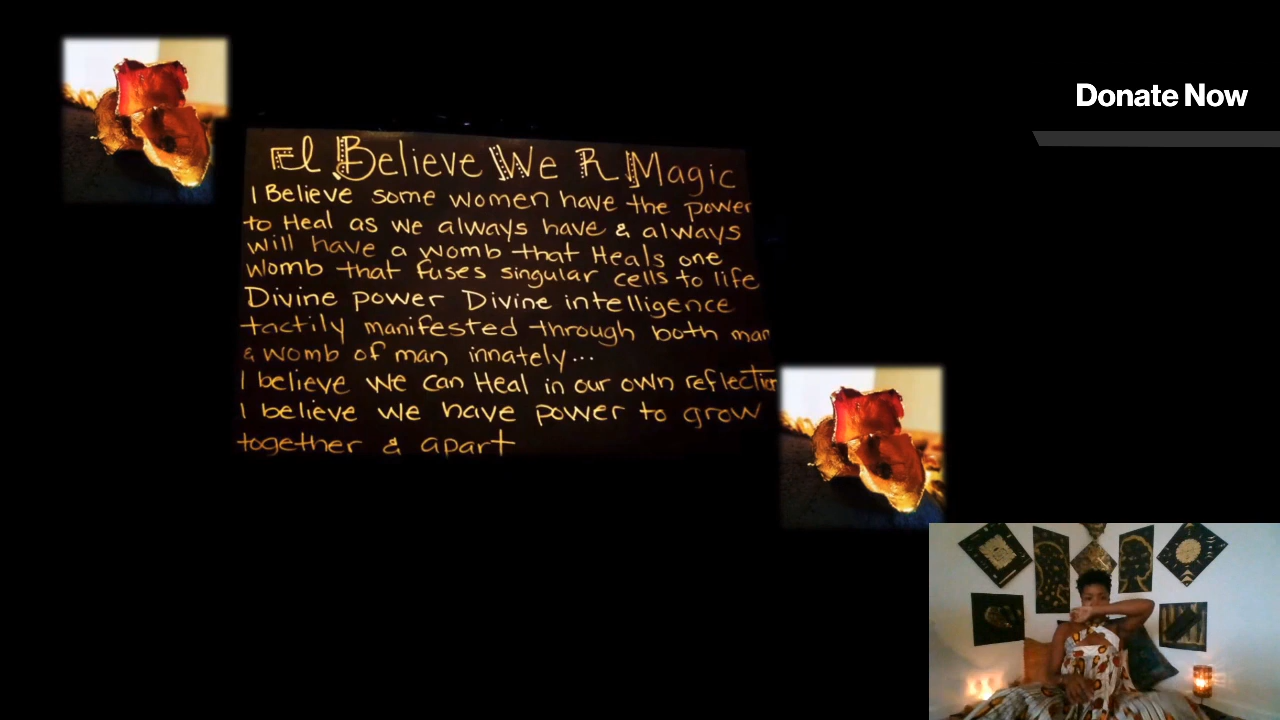 Donate Now
El Believe We R Magic
I Believe some women have the power
to Heal as we always have & always
will have a womb that Heals one
womb that fuses singular cells to life
Divine power Divine intelligence
tactily manifested through both man
& womb of man innately...
I believe we can Heal in our own reflection
I believe we have power to grow
together & apart